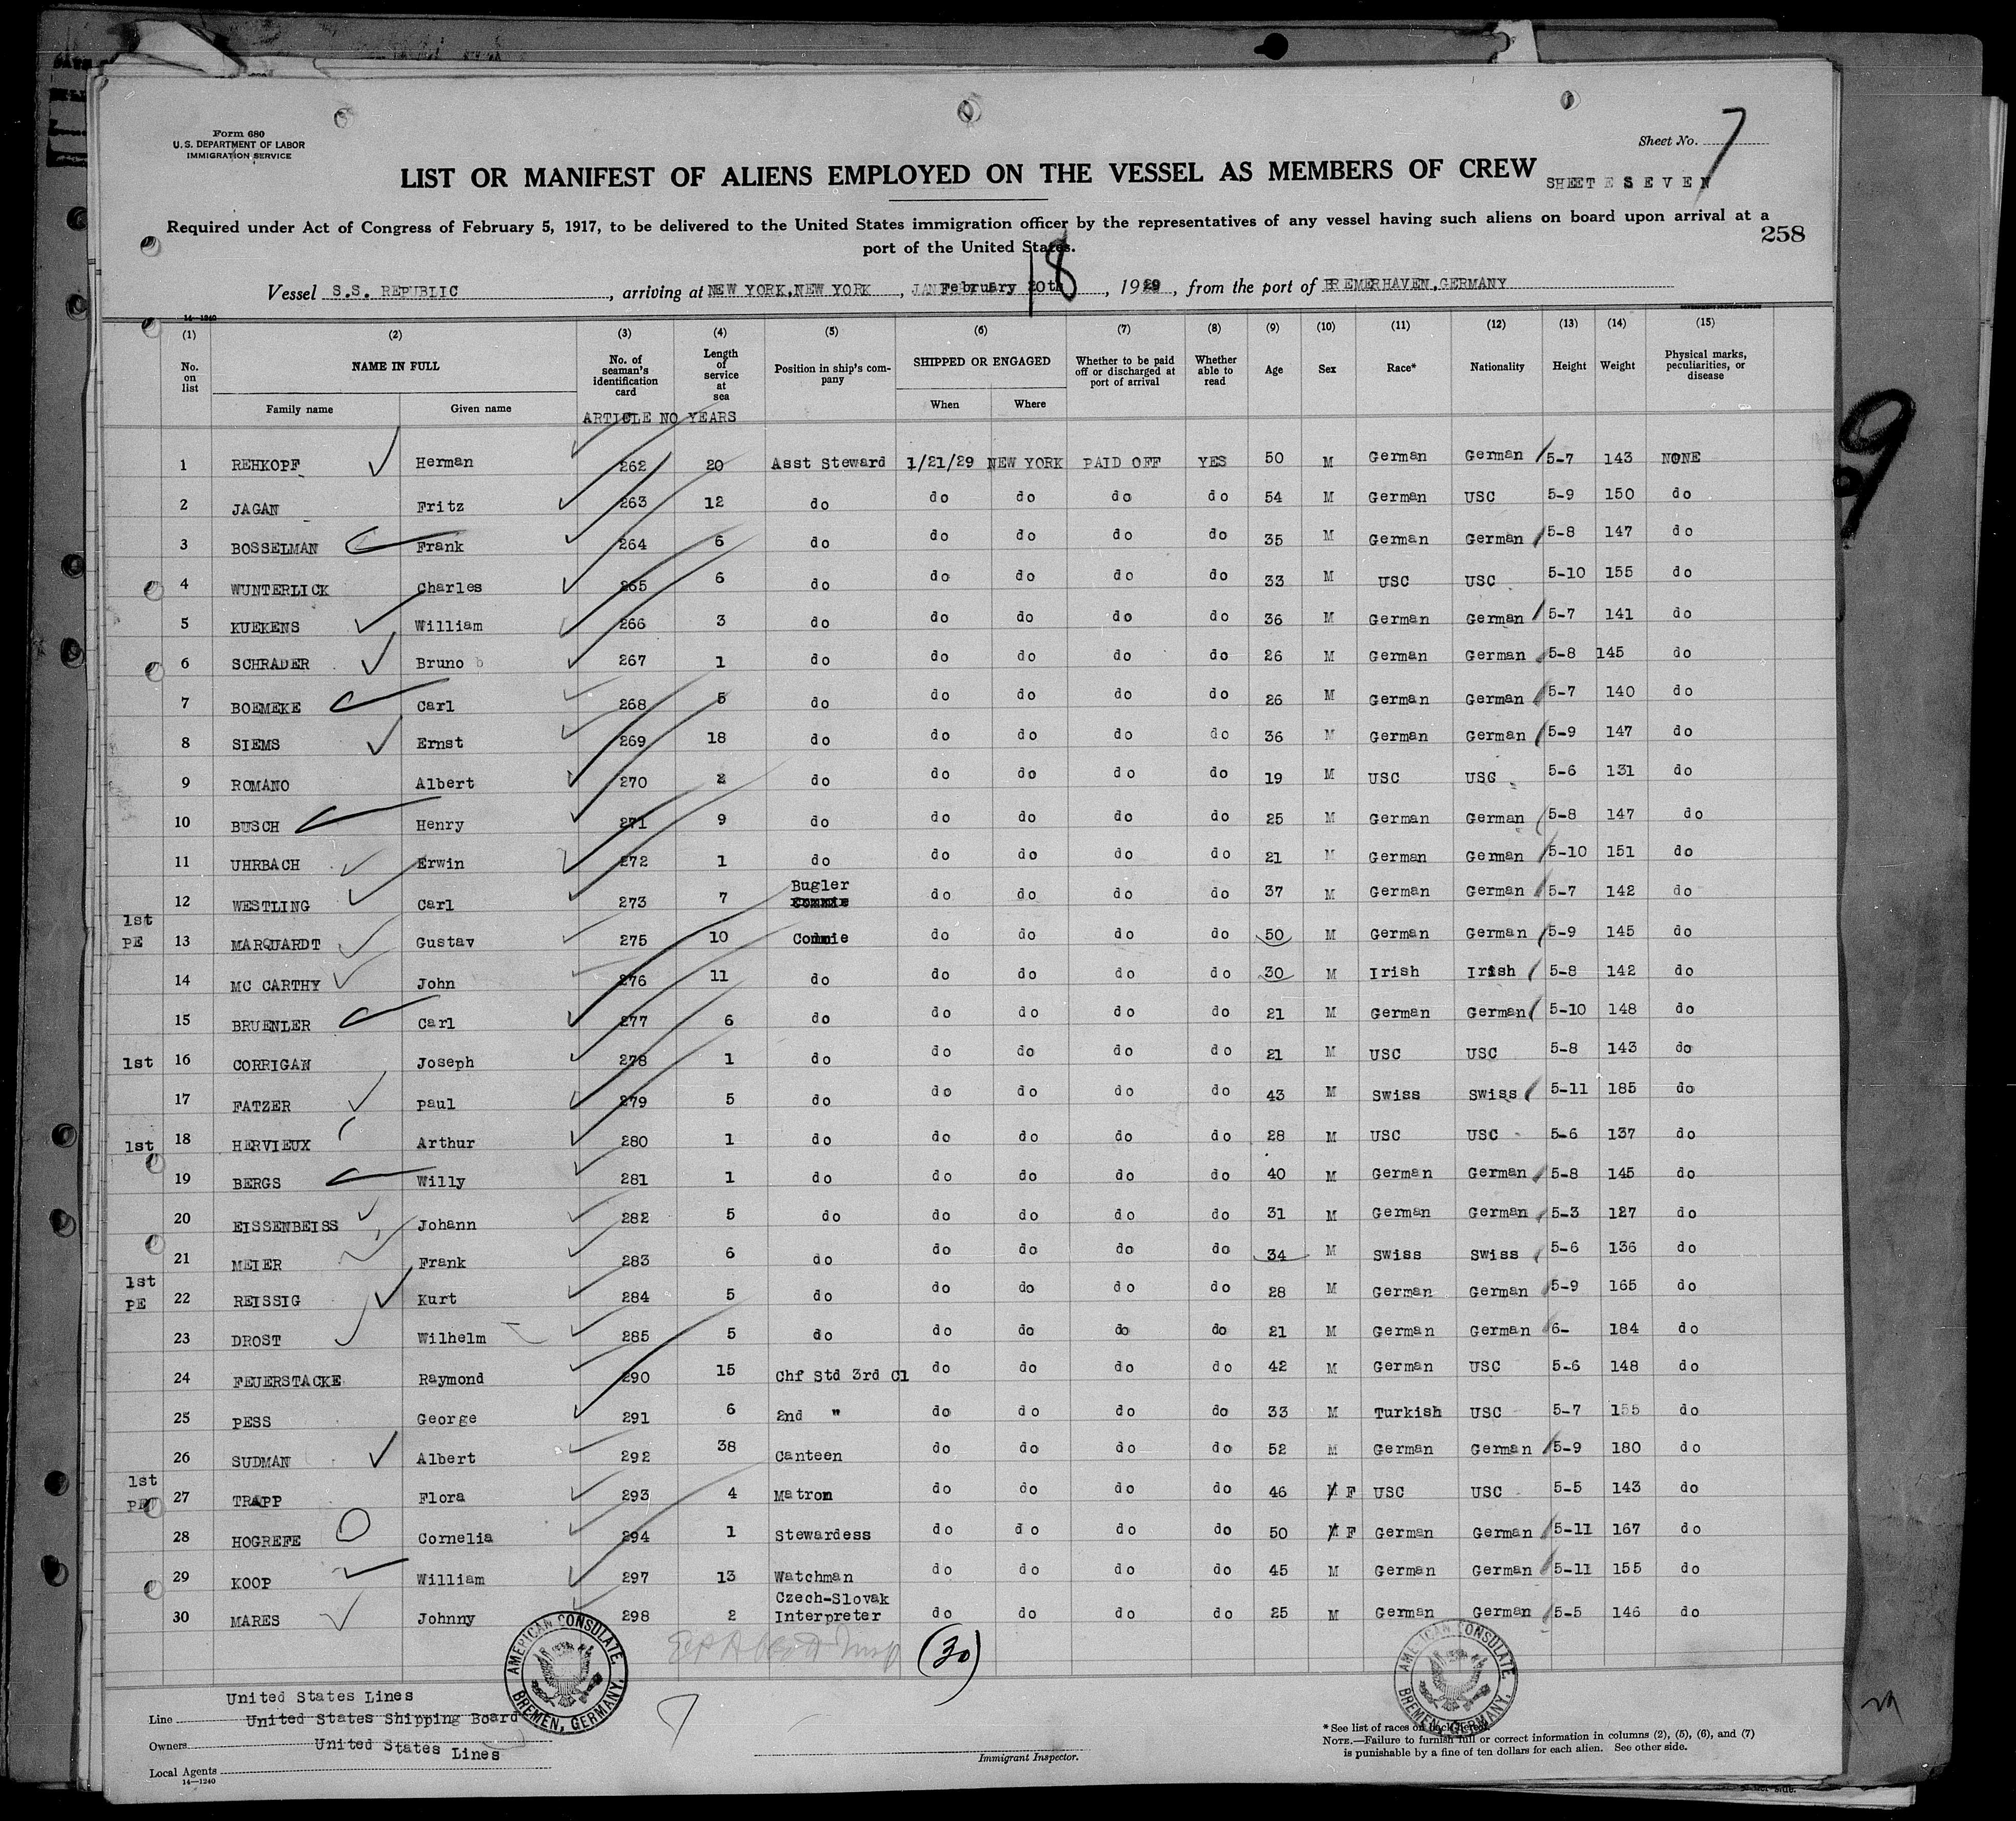 Form 680
U. S. DEPARTMENT OF LABOR
IMMIGRATION SERVICE
Sheet No. 7
LIST OR MANIFEST OF ALIENS EMPLOYED ON THE VESSEL AS MEMBERS OF CREW
SHEET SEVEN
Required under Act of Congress of February 5, 1917, to be delivered to the United States immigration officer by the representatives of any vessel having such aliens on board upon arrival at a
port of the United States.
258
18
Vessel S.S. REPUBLIC, arriving at NEW YORK.NEW YORK, February 20th, 1929, from the port of BREMERHAVEN.GERMANY
14—1240
(1) (2) (3) (4) (5) (6) (7) (8) (9) (10) (11) (12) (13) (14) (15)
No. on list NAME IN FULL No. of seaman's identification card Length of service at sea Position in ship's company SHIPPED OR ENGAGED Whether to be paid off or discharged at port of arrival Whether able to read Age Sex Race* Nationality Height Weight Physical marks, peculiarities, or disease
Family name Given name When Where
ARTICLE NO YEARS
1 REHKOPF Herman 262 20 Asst Steward 1/21/29 NEW YORK PAID OFF YES 50 M German German 5-7 143 NONE
2 JAGAN Fritz 263 12 do do do do do 54 M German USC 5-9 150 do
3 BOSSELMAN Frank 264 6 do do do do do 35 M German German 5-8 147 do
4 WUNTERLICK Charles 265 6 do do do do do 33 M USC USC 5-10 155 do
5 KUEKENS William 266 3 do do do do do 36 M German German 5-7 141 do
6 SCHRADER Bruno b 267 1 do do do do do 26 M German German 5-8 145 do
7 BOEMEKE Carl 268 5 do do do do do 26 M German German 5-7 140 do
8 SIEMS Ernst 269 18 do do do do do 36 M German German 5-9 147 do
9 ROMANO Albert 270 2 do do do do do 19 M USC USC 5-6 131 do
10 BUSCH Henry 271 9 do do do do do 25 M German German 5-8 147 do
11 UHRBACH Erwin 272 1 do do do do do 21 M German German 5-10 151 do
12 WESTLING Carl 273 7 Bugler Commie do do do do 37 M German German 5-7 142 do
1st PE 13 MARQUARDT Gustav 275 10 Commie do do do do 50 M German German 5-9 145 do
14 MC CARTHY John 276 11 do do do do do 30 M Irish Irish 5-8 142 do
15 BRUENLER Carl 277 6 do do do do do 21 M German German 5-10 148 do
1st 16 CORRIGAN Joseph 278 1 do do do do do 21 M USC USC 5-8 143 do
17 FATZER Paul 279 5 do do do do do 43 M Swiss Swiss 5-11 185 do
1st 18 HERVIEUX Arthur 280 1 do do do do do 28 M USC USC 5-6 137 do
19 BERGS Willy 281 1 do do do do do 40 M German German 5-8 145 do
20 EISSENBEISS Johann 282 5 do do do do do 31 M German German 5-3 127 do
21 MEIER Frank 283 6 do do do do do 34 M Swiss Swiss 5-6 136 do
1st PE 22 REISSIG Kurt 284 5 do do do do do 28 M German German 5-9 165 do
23 DROST Wilhelm 285 5 do do do do do 21 M German German 6- 184 do
24 FEUERSTACKE Raymond 290 15 Chf Std 3rd Cl do do do do 42 M German USC 5-6 148 do
25 PESS George 291 6 2nd " do do do do 33 M Turkish USC 5-7 155 do
26 SUDMAN Albert 292 38 Canteen do do do do 52 M German German 5-9 180 do
1st PE 27 TRAPP Flora 293 4 Matron do do do do 46 M F USC USC 5-5 143 do
28 HOGREFE Cornelia 294 1 Stewardess do do do do 50 M F German German 5-11 167 do
29 KOOP William 297 13 Watchman do do do do 45 M German German 5-11 155 do
30 MARES Johnny 298 2 Czech-Slovak Interpreter do do do do 25 M German German 5-5 146 do
(30)
AMERICAN CONSULATE. BREMEN, GERMANY.
AMERICAN CONSULATE. BREMEN, GERMANY.
Line United States Lines
Owners United States Shipping Board
Local Agents United States Lines
14—1240
Immigrant Inspector.
* See list of races on back hereof.
NOTE.—Failure to furnish full or correct information in columns (2), (5), (6), and (7)
is punishable by a fine of ten dollars for each alien. See other side.
9